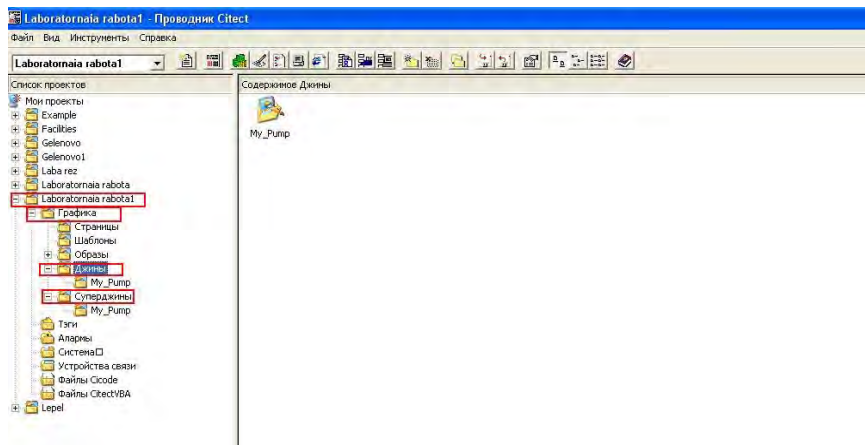 Laboratornaia rabota1 - Проводник Citect
Файл Вид Инструменты Справка
Laboratornaia rabota1
Список проектов
Содержимое Джины
Мои проекты
Example
Facilities
Gelenovo
Gelenovo1
Laba rez
Laboratornaia rabota
Laboratornaia rabota1
Графика
Страницы
Шаблоны
Образы
Джины
My_Pump
Суперджины
My_Pump
Тэги
Алармы
Система
Устройства связи
Файлы Cicode
Файлы CitectVBA
Lepel
My_Pump